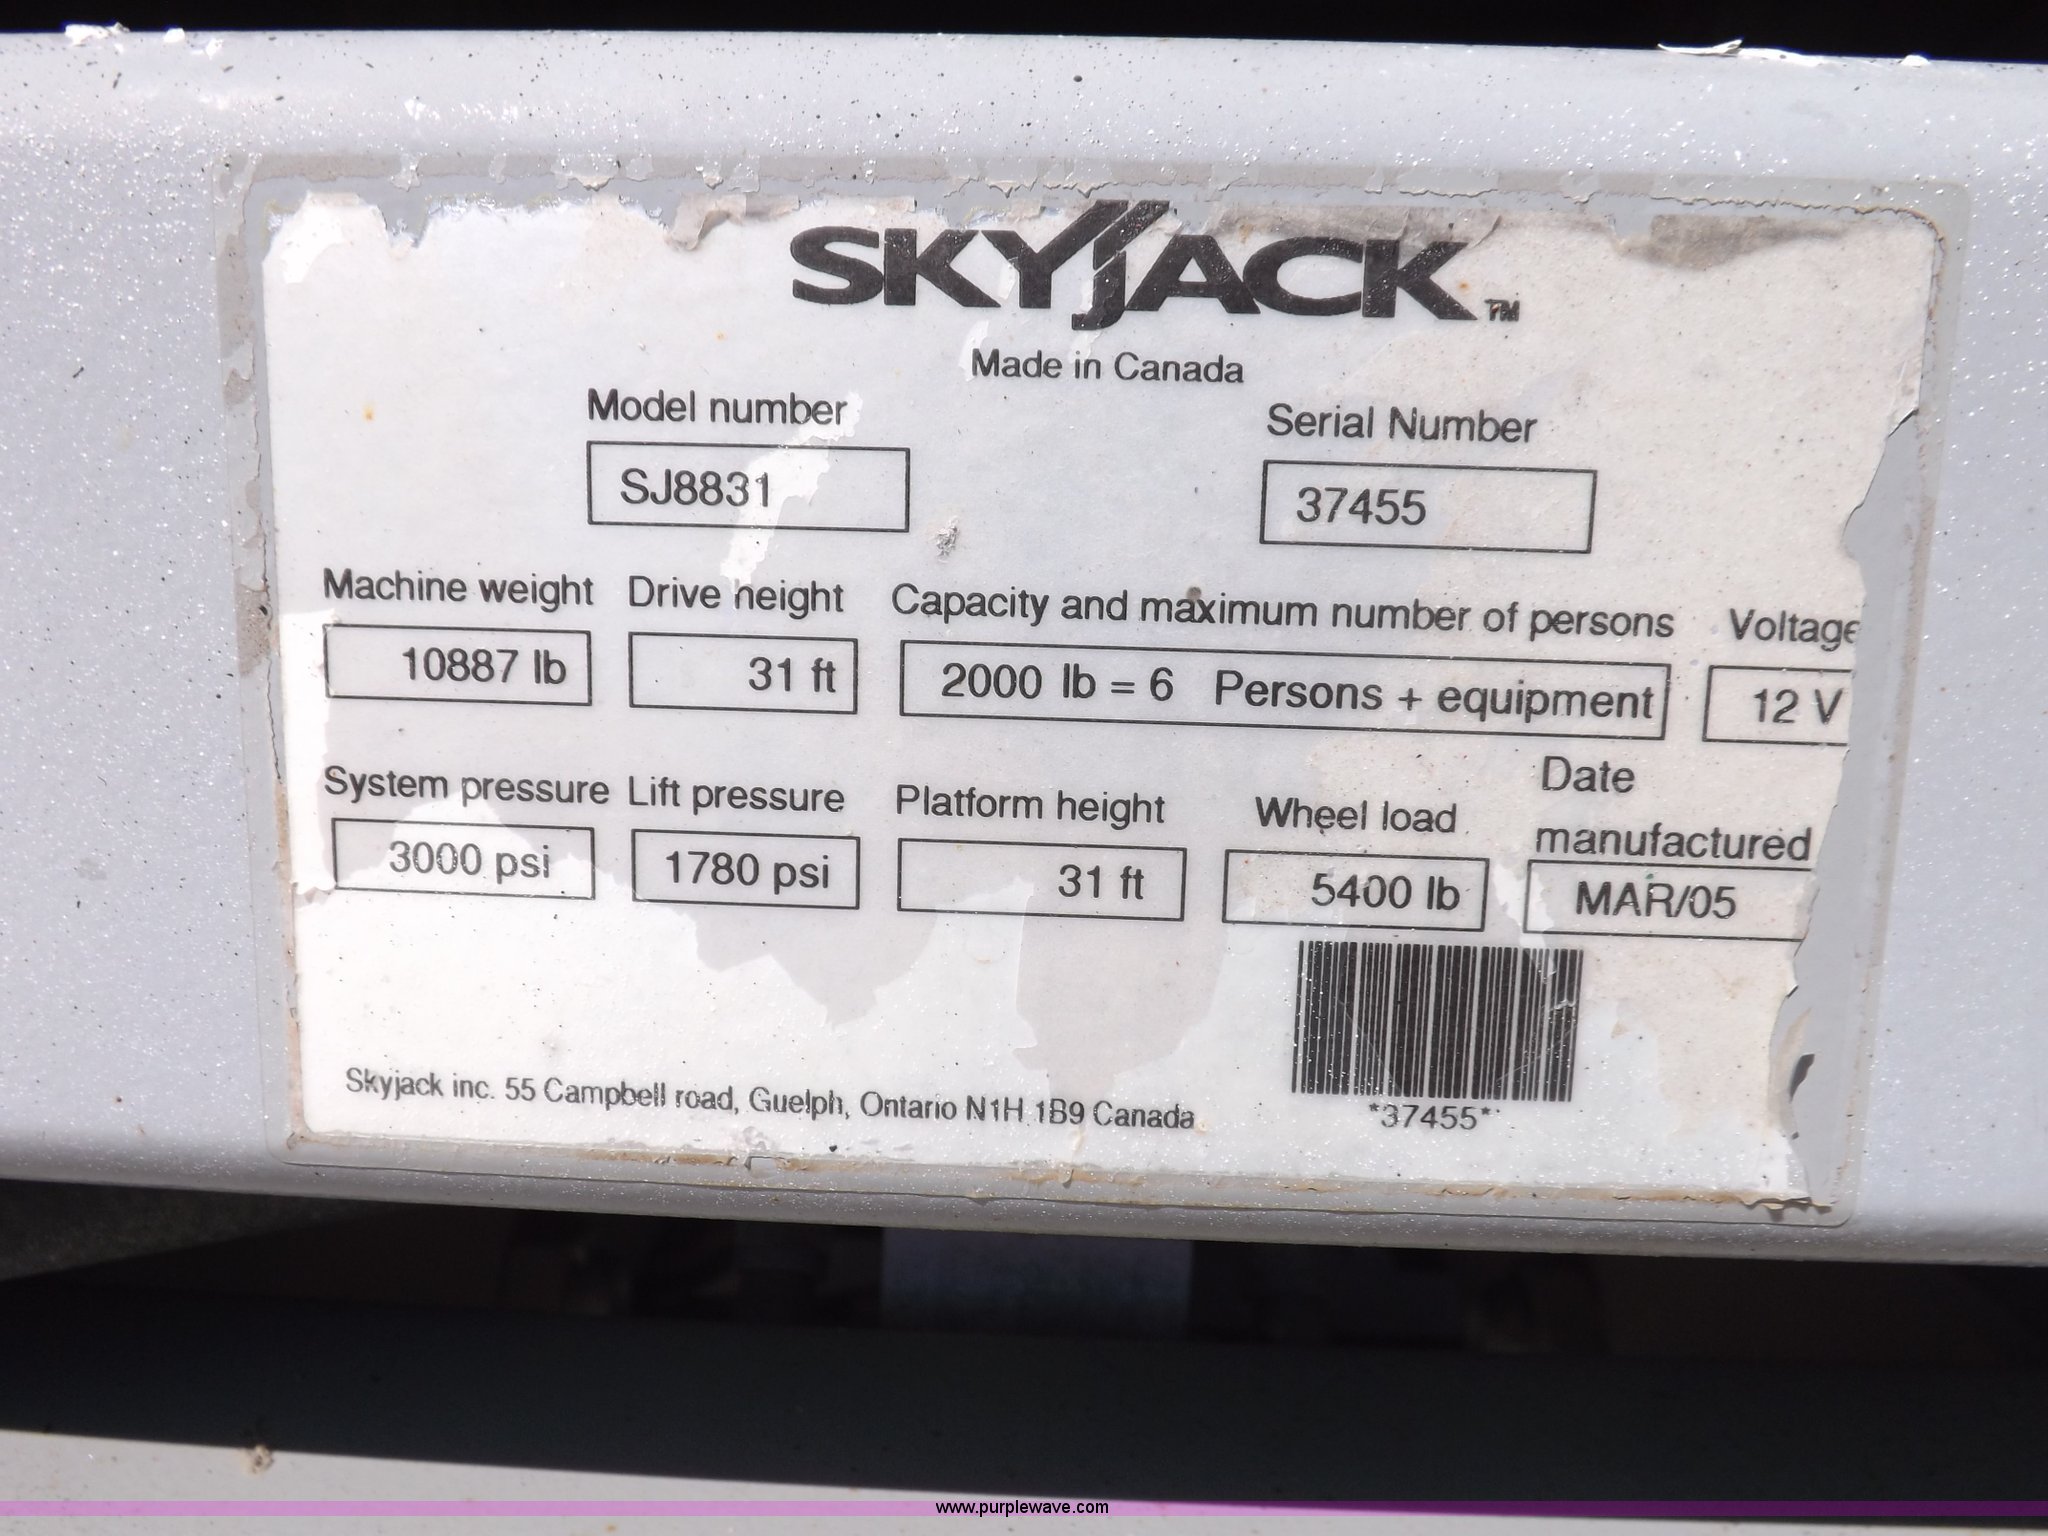 SKYJACK™
Made in Canada
Model number Serial Number
SJ8831 37455
Machine weight Drive height Capacity and maximum number of persons Voltage
10887 lb 31 ft 2000 lb = 6 Persons + equipment 12 V
System pressure Lift pressure Platform height Wheel load Date manufactured
3000 psi 1780 psi 31 ft 5400 lb MAR/05
Skyjack inc. 55 Campbell road, Guelph, Ontario N1H 1B9 Canada
*37455*
www.purplewave.com